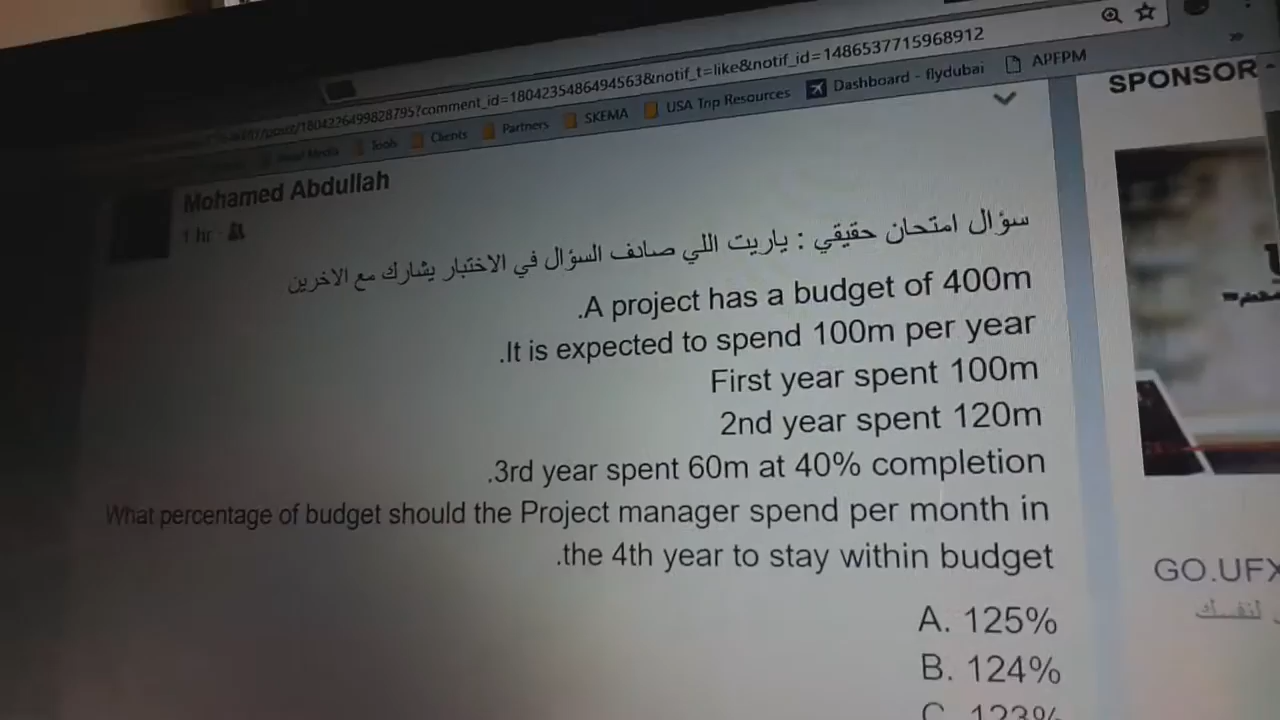 comment_id=1804235486494563&notif_t=like&notif_id=1486537715968912
Tools Clients Partners SKEMA USA Trip Resources Dashboard - flydubai APFPM »
Mohamed Abdullah
1 hr
سؤال امتحان حقيقي : ياريت اللي صادف السؤال في الاختبار يشارك مع الاخرين
.A project has a budget of 400m
.It is expected to spend 100m per year
First year spent 100m
2nd year spent 120m
.3rd year spent 60m at 40% completion
What percentage of budget should the Project manager spend per month in
.the 4th year to stay within budget
A. 125%
B. 124%
C. 123%
SPONSOR
GO.UFX
لنفسك